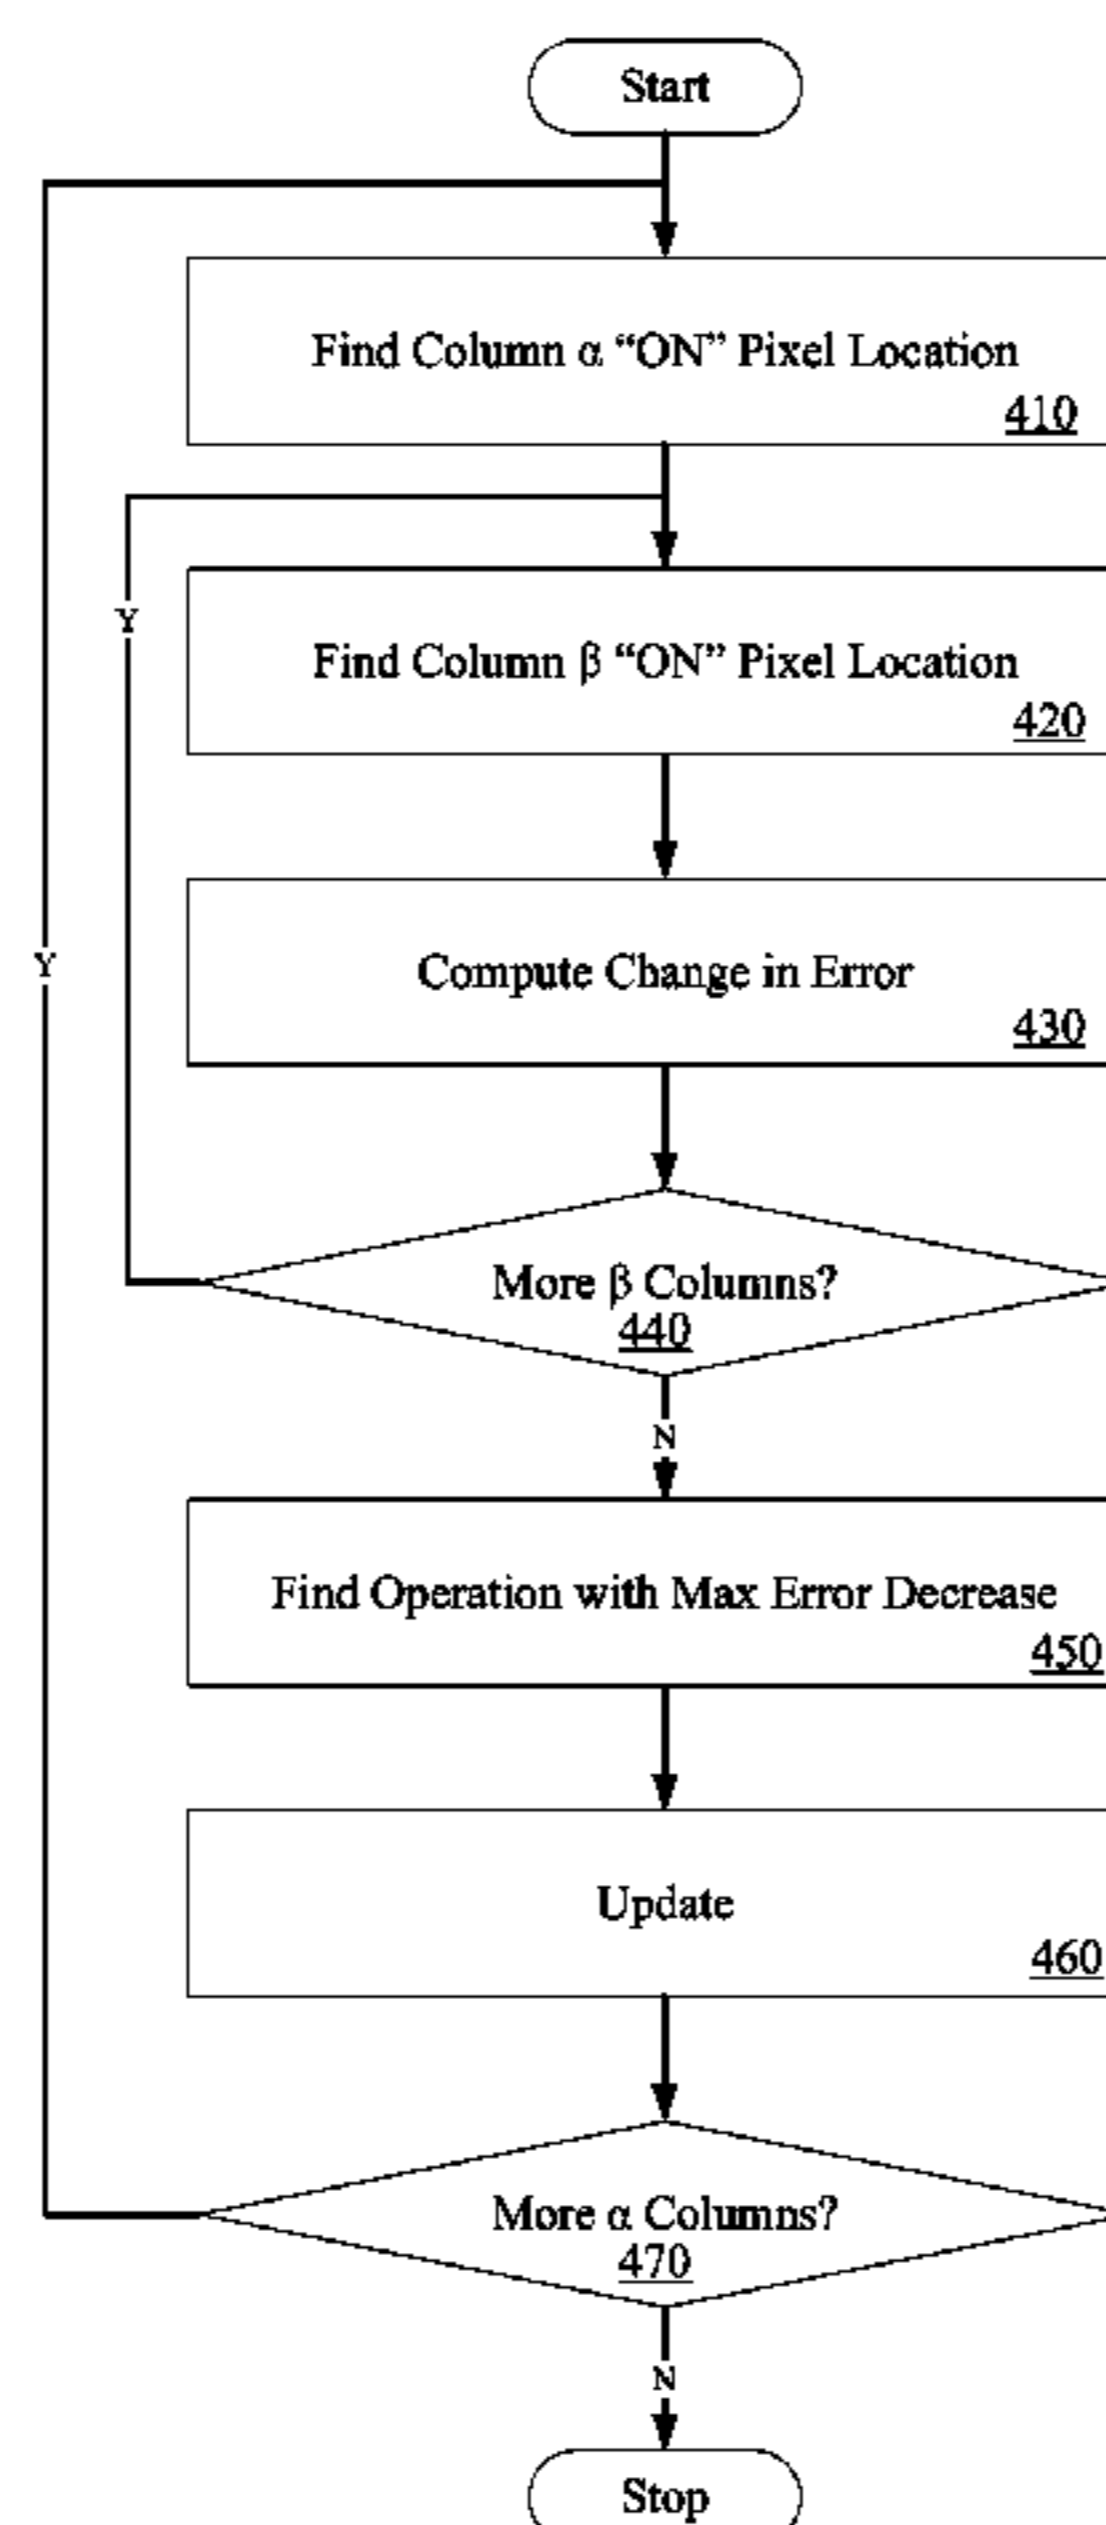 Start
Find Column α “ON” Pixel Location
410
Y
Find Column β “ON” Pixel Location
420
Y
Compute Change in Error
430
More β Columns?
440
N
Find Operation with Max Error Decrease
450
Update
460
More α Columns?
470
N
Stop